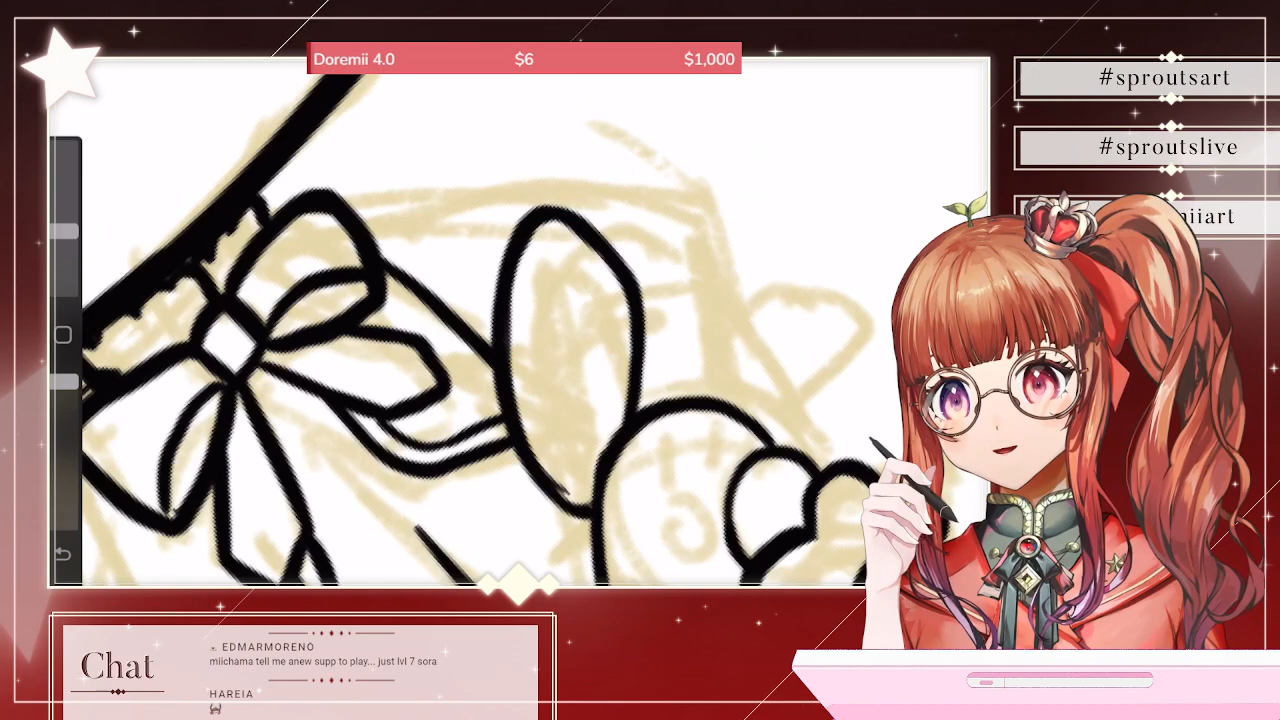 Doremii 4.0 $6 $1,000
#sproutsart
#sproutslive
iiart
Chat
EDMARMORENO
miichama tell me anew supp to play... just lvl 7 sora
HAREIA